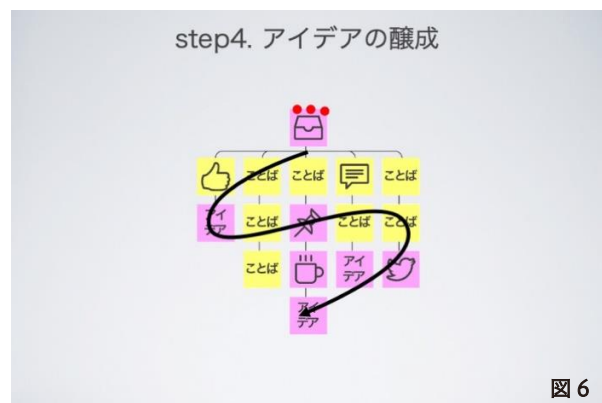 step4. アイデアの醸成
ことば ことば ことば
アイ
デア
ことば ことば ことば
ことば
アイ
デア
アイ
デア
図6